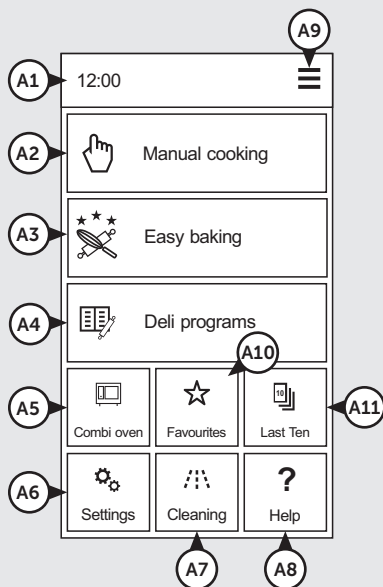 A9
A1
12:00
A2
Manual cooking
A3
Easy baking
A4
Deli programs
A10
A5
Combi oven
Favourites
10
Last Ten
A11
A6
Settings
Cleaning
?
Help
A7
A8